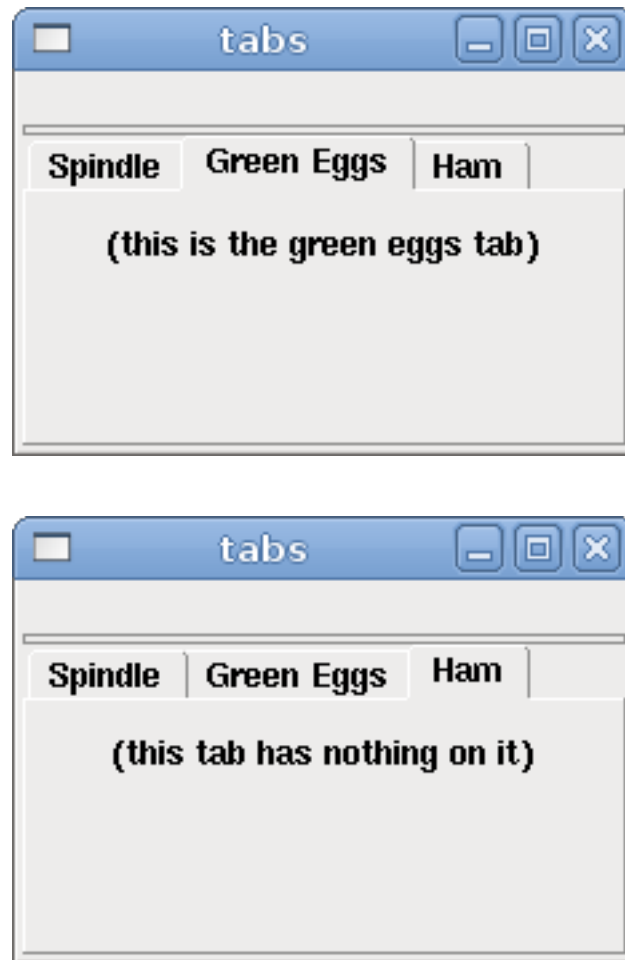 tabs
Spindle Green Eggs Ham
(this is the green eggs tab)
tabs
Spindle Green Eggs Ham
(this tab has nothing on it)